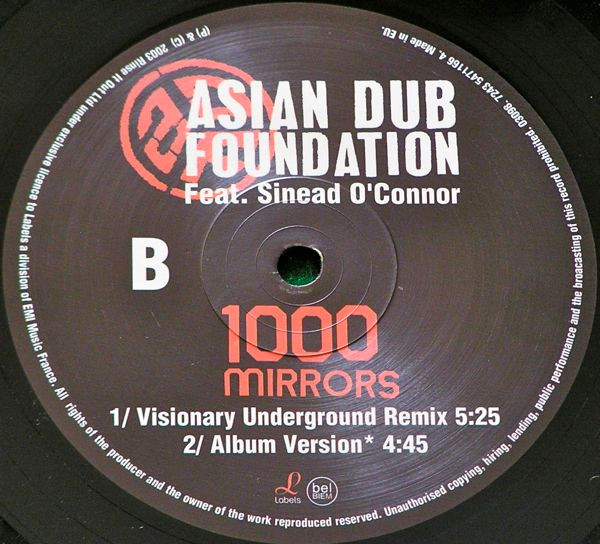 ASIAN DUB
FOUNDATION
Feat. Sinead O'Connor
B
1000
MIRRORS
1/ Visionary Underground Remix 5:25
2/ Album Version* 4:45
L
Labels
bel
BIEM
(P) & (C) 2003 Rinse It Out Ltd under exclusive licence to Labels a division of EMI Music France. All rights of the producer and the owner of the work reproduced reserved. Unauthorised copying, hiring, lending, public performance and the broacasting of this record prohibited. 03098. 7243 5471166 4. Made in EU.